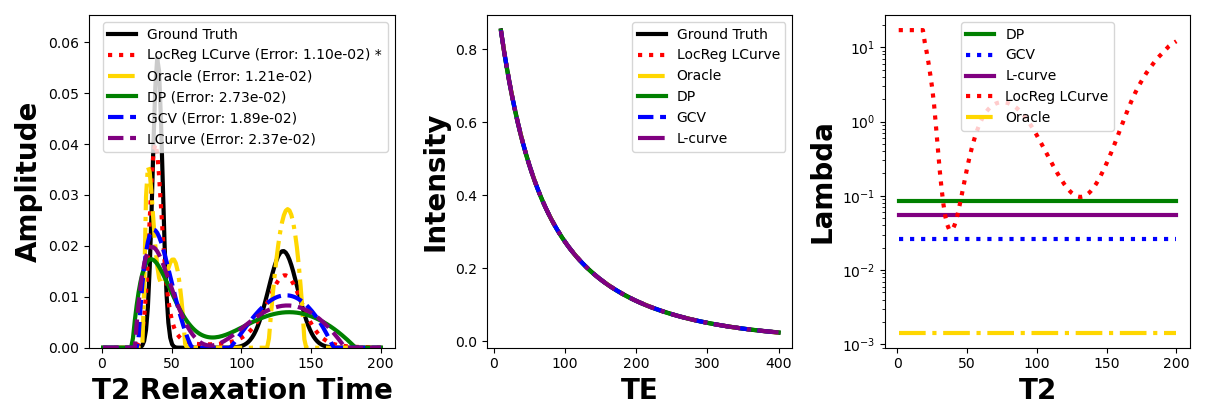 Amplitude
0.06
0.05
0.04
0.03
0.02
0.01
0.00
Ground Truth
LocReg LCurve (Error: 1.10e-02) *
Oracle (Error: 1.21e-02)
DP (Error: 2.73e-02)
GCV (Error: 1.89e-02)
LCurve (Error: 2.37e-02)
0 50 100 150 200
T2 Relaxation Time
Intensity
0.8
0.6
0.4
0.2
0.0
Ground Truth
LocReg LCurve
Oracle
DP
GCV
L-curve
0 100 200 300 400
TE
Lambda
10¹
10⁰
10⁻¹
10⁻²
10⁻³
DP
GCV
L-curve
LocReg LCurve
Oracle
0 50 100 150 200
T2